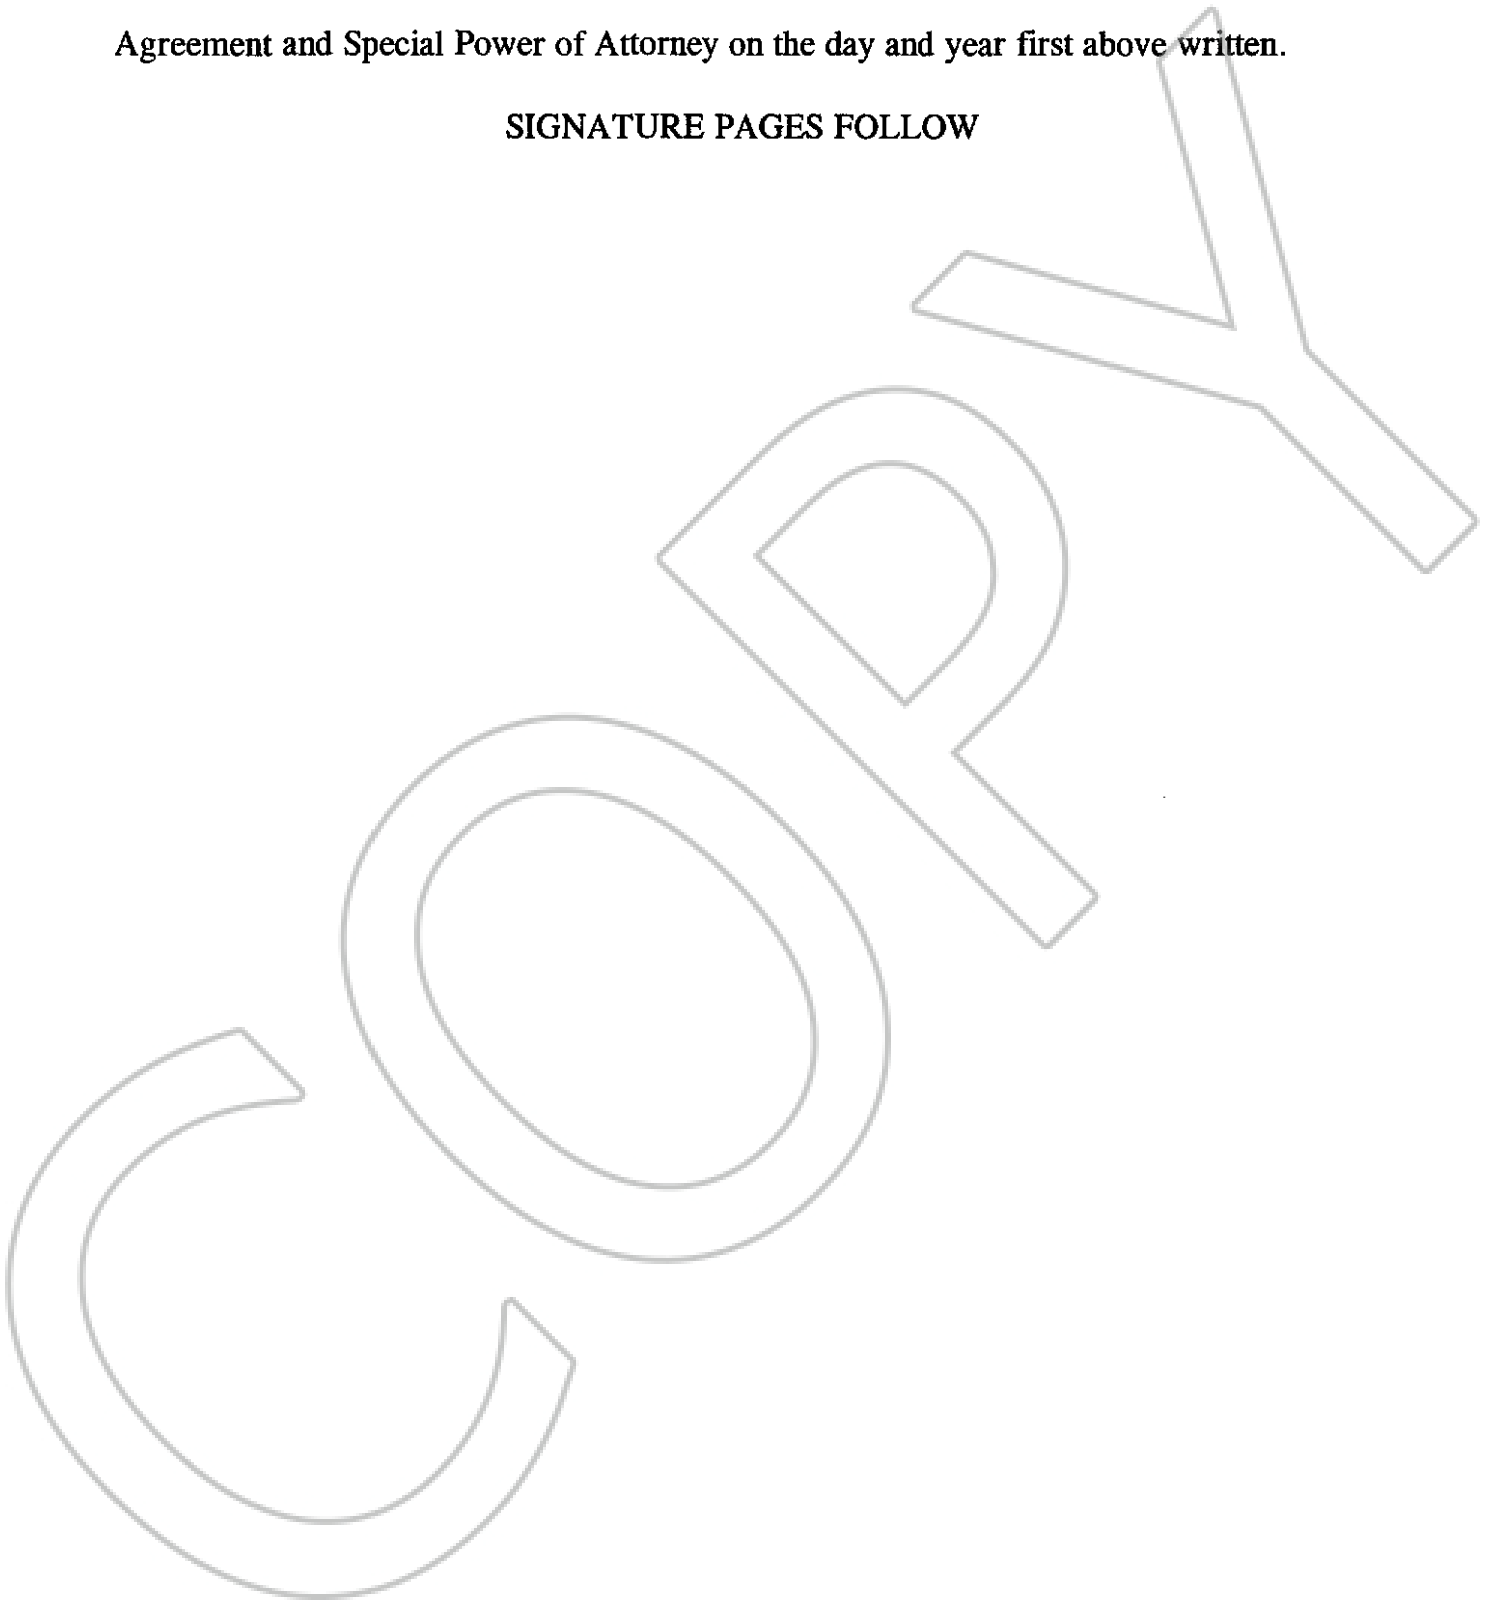 Agreement and Special Power of Attorney on the day and year first above written.
SIGNATURE PAGES FOLLOW
COPY